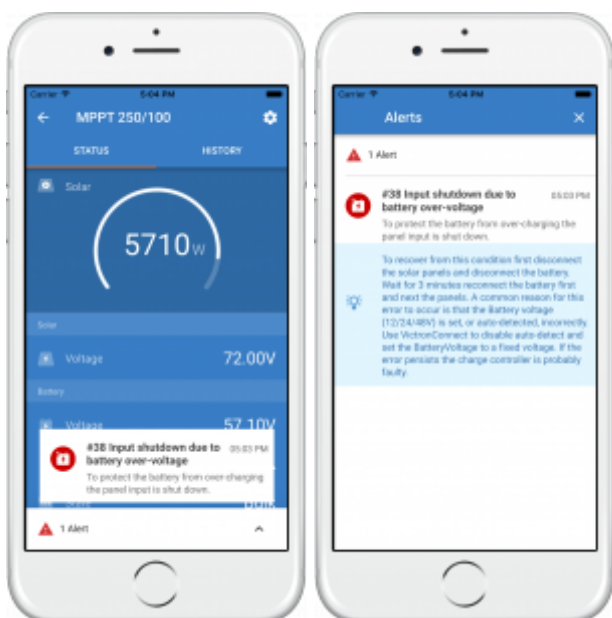 Carrier 5:04 PM
MPPT 250/100
STATUS HISTORY
Solar
5710W
Solar
Voltage 72.00V
Battery
Voltage 57.10V
#38 Input shutdown due to 05:03 PM
battery over-voltage
To protect the battery from over-charging
the panel input is shut down.
1 Alert
Carrier 5:04 PM
Alerts
1 Alert
#38 Input shutdown due to 05:03 PM
battery over-voltage
To protect the battery from over-charging the
panel input is shut down.
To recover from this condition first disconnect
the solar panels and disconnect the battery.
Wait for 3 minutes reconnect the battery first
and next the panels. A common reason for this
error to occur is that the Battery voltage
(12/24/48V) is set, or auto-detected, incorrectly.
Use VictronConnect to disable auto-detect and
set the BatteryVoltage to a fixed voltage. If the
error persists the charge controller is probably
faulty.